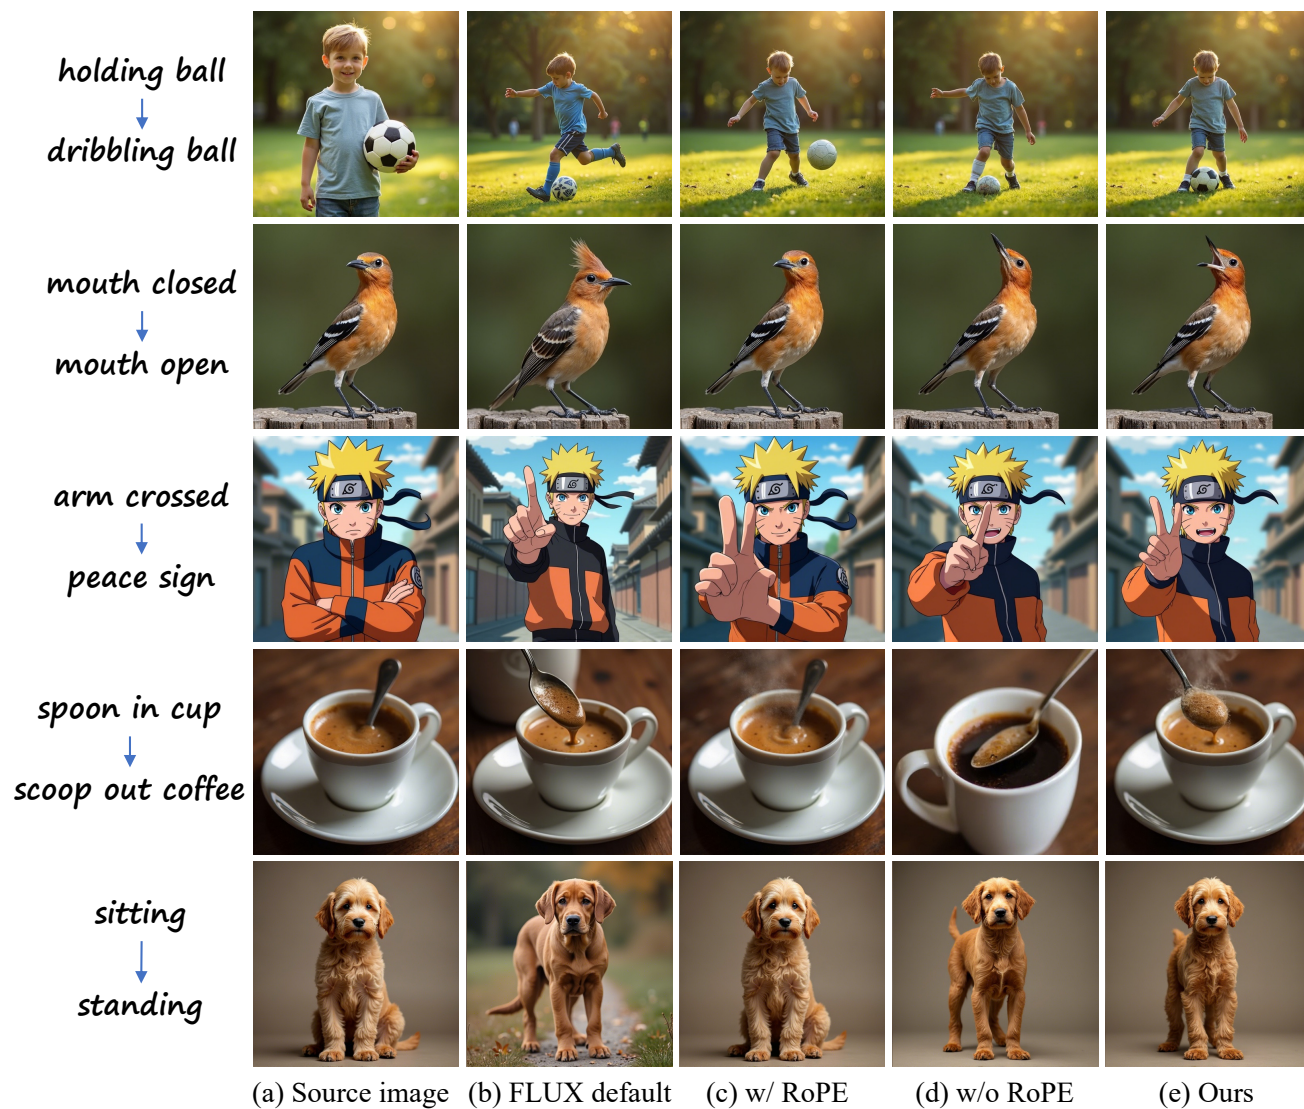 holding ball
dribbling ball
mouth closed
mouth open
arm crossed
peace sign
spoon in cup
scoop out coffee
sitting
standing
(a) Source image
(b) FLUX default
(c) w/ RoPE
(d) w/o RoPE
(e) Ours